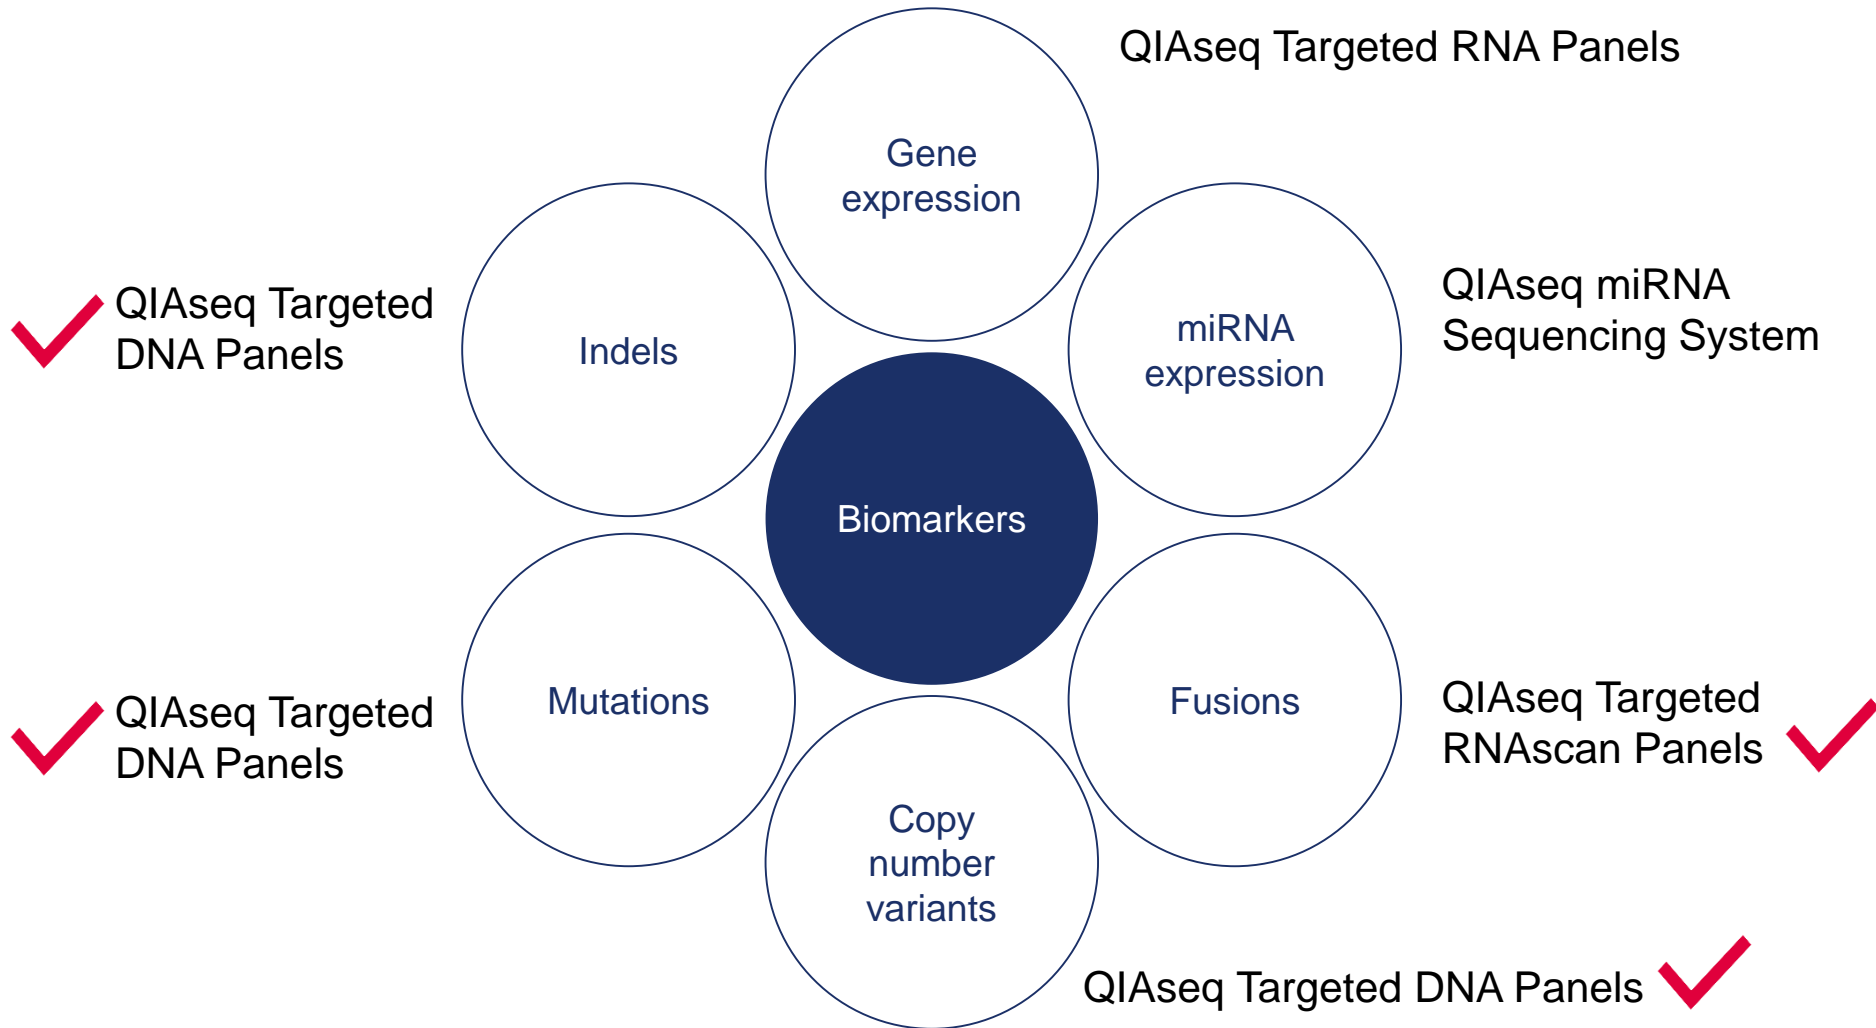 QIAseq Targeted RNA Panels
Gene
expression
QIAseq Targeted
DNA Panels
Indels
miRNA
expression
QIAseq miRNA
Sequencing System
Biomarkers
QIAseq Targeted
DNA Panels
Mutations
Fusions
QIAseq Targeted
RNAscan Panels
Copy
number
variants
QIAseq Targeted DNA Panels